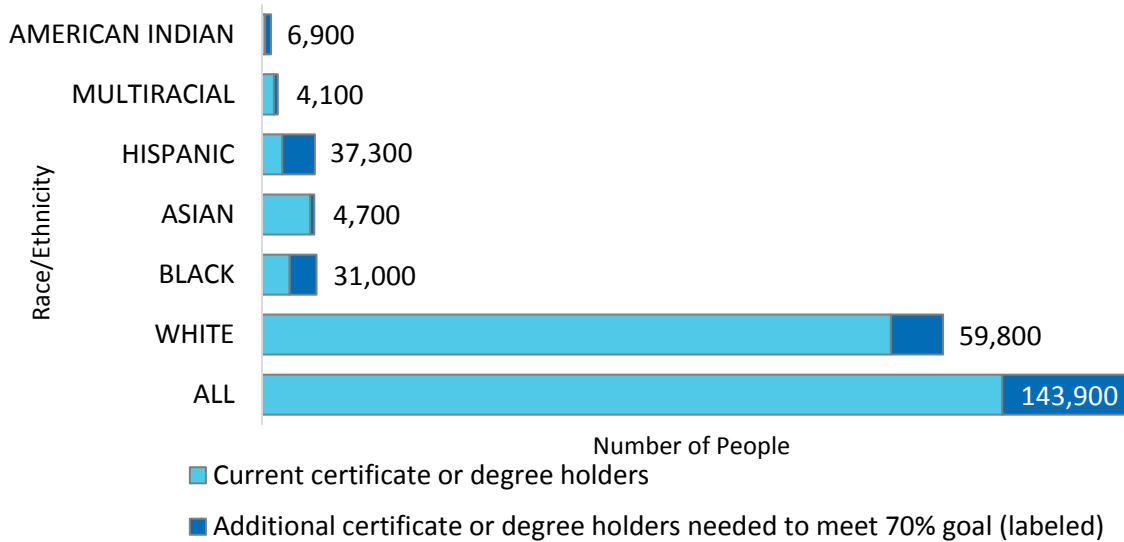 AMERICAN INDIAN 6,900
MULTIRACIAL 4,100
HISPANIC 37,300
ASIAN 4,700
BLACK 31,000
WHITE 59,800
ALL 143,900
Race/Ethnicity
Number of People
Current certificate or degree holders
Additional certificate or degree holders needed to meet 70% goal (labeled)